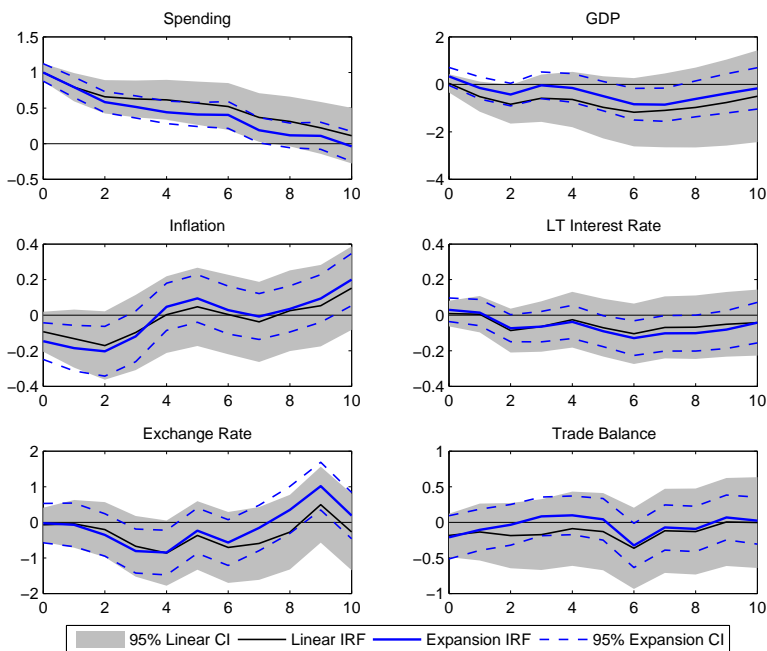 Spending
GDP
1.5
1
0.5
0
−0.5
0 2 4 6 8 10
2
0
−2
−4
0 2 4 6 8 10
Inflation
LT Interest Rate
0.4
0.2
0
−0.2
−0.4
0 2 4 6 8 10
0.4
0.2
0
−0.2
−0.4
0 2 4 6 8 10
Exchange Rate
Trade Balance
2
1
0
−1
−2
0 2 4 6 8 10
1
0.5
0
−0.5
−1
0 2 4 6 8 10
95% Linear CI Linear IRF Expansion IRF 95% Expansion CI